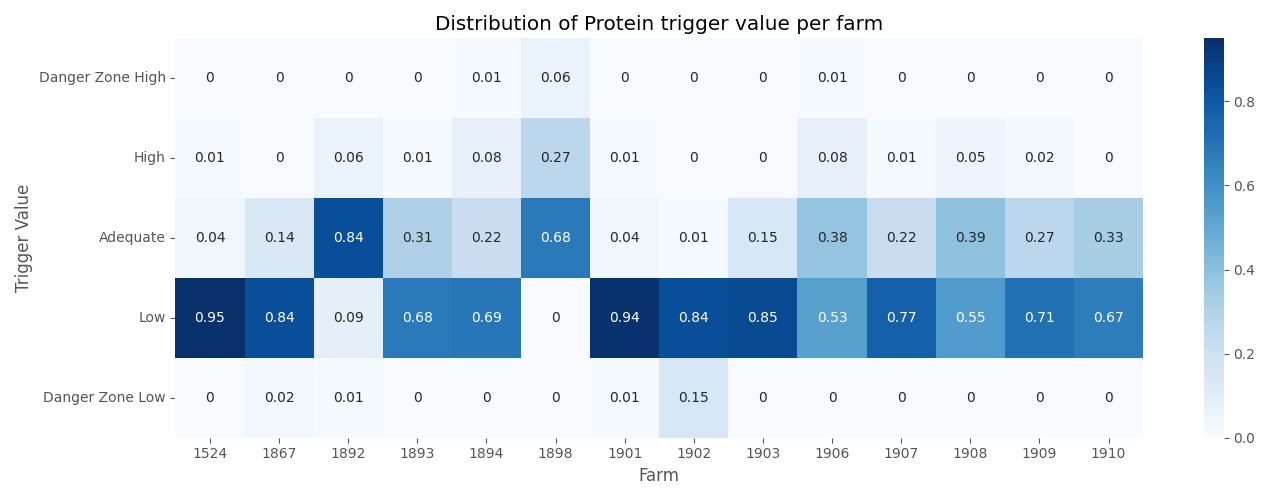 Distribution of Protein trigger value per farm
Danger Zone High 0 0 0 0 0.01 0.06 0 0 0 0.01 0 0 0 0
High 0.01 0 0.06 0.01 0.08 0.27 0.01 0 0 0.08 0.01 0.05 0.02 0
Adequate 0.04 0.14 0.84 0.31 0.22 0.68 0.04 0.01 0.15 0.38 0.22 0.39 0.27 0.33
Low 0.95 0.84 0.09 0.68 0.69 0 0.94 0.84 0.85 0.53 0.77 0.55 0.71 0.67
Danger Zone Low 0 0.02 0.01 0 0 0 0.01 0.15 0 0 0 0 0 0
1524 1867 1892 1893 1894 1898 1901 1902 1903 1906 1907 1908 1909 1910
Farm
Trigger Value
0.8
0.6
0.4
0.2
0.0